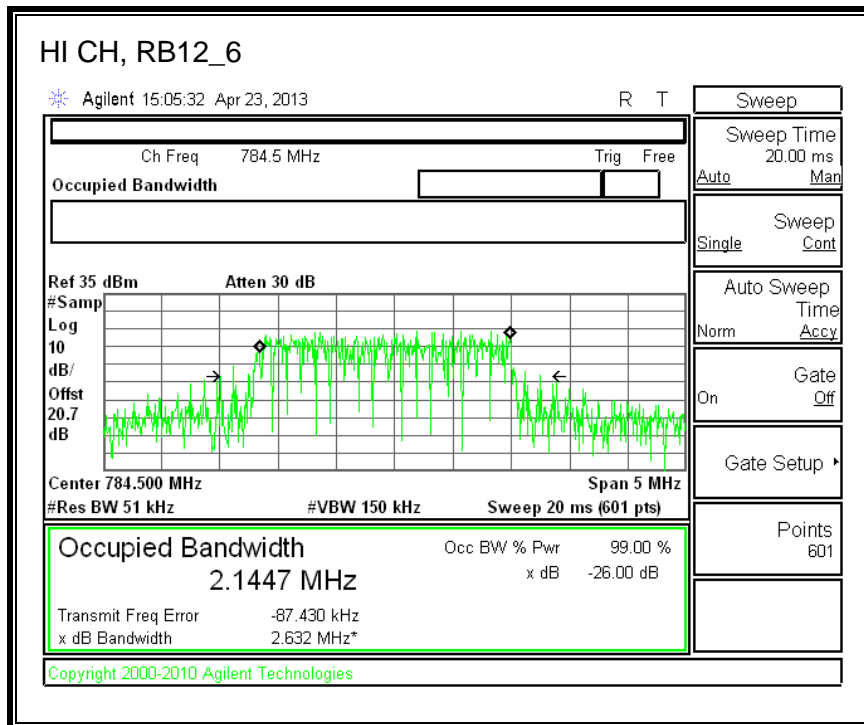 HI CH, RB12_6
Agilent 15:05:32 Apr 23, 2013 R T
Ch Freq 784.5 MHz Trig Free
Occupied Bandwidth
Ref 35 dBm Atten 30 dB
#Samp
Log
10
dB/
Offst
20.7
dB
Center 784.500 MHz Span 5 MHz
#Res BW 51 kHz #VBW 150 kHz Sweep 20 ms (601 pts)
Occupied Bandwidth
2.1447 MHz
Occ BW % Pwr 99.00 %
x dB -26.00 dB
Transmit Freq Error -87.430 kHz
x dB Bandwidth 2.632 MHz*
Copyright 2000-2010 Agilent Technologies
Sweep
Sweep Time
20.00 ms
Auto Man
Sweep
Single Cont
Auto Sweep
Time
Norm Accy
Gate
On Off
Gate Setup
Points
601